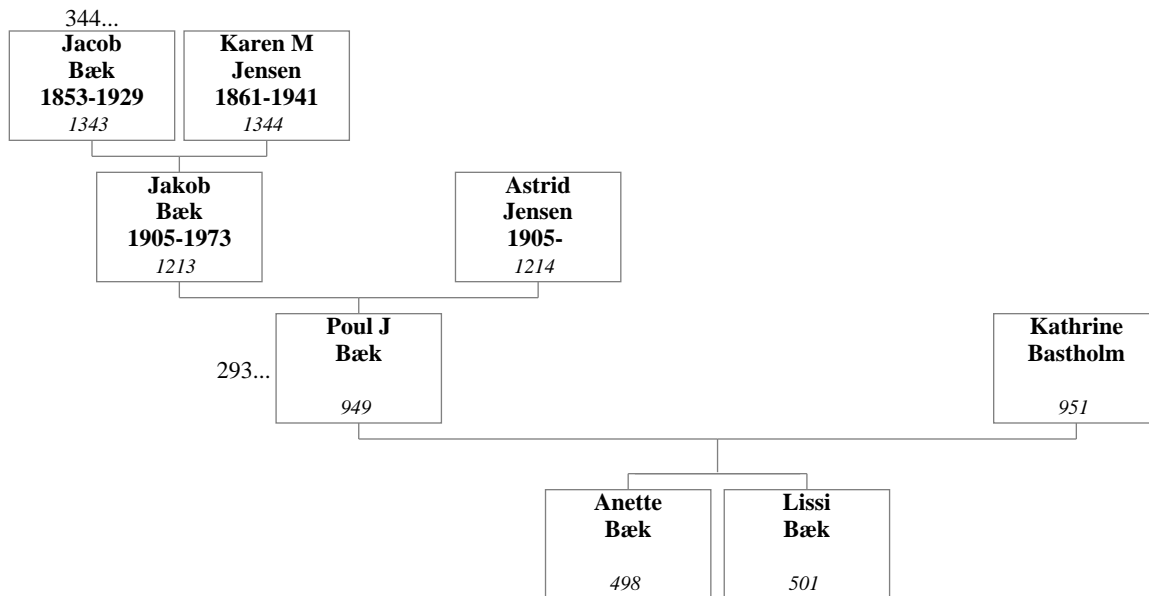 344...
Jacob
Bæk
1853-1929
1343
Karen M
Jensen
1861-1941
1344
Jakob
Bæk
1905-1973
1213
Astrid
Jensen
1905-
1214
293...
Poul J
Bæk
949
Kathrine
Bastholm
951
Anette
Bæk
498
Lissi
Bæk
501